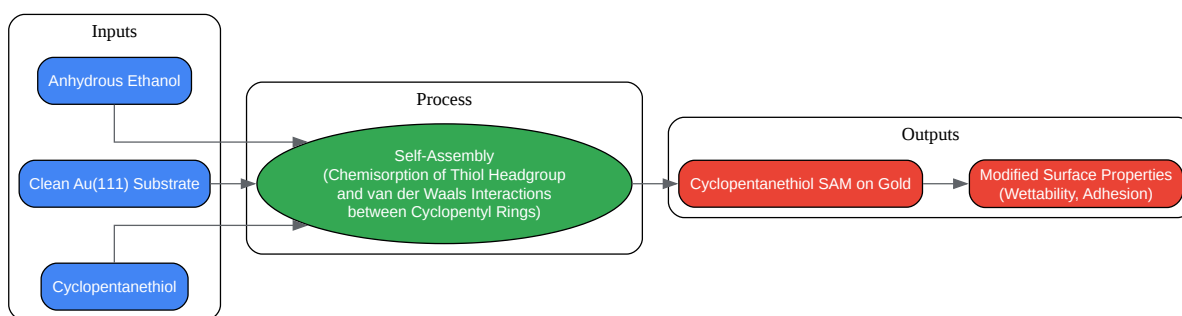 Inputs
Anhydrous Ethanol
Clean Au(111) Substrate
Cyclopentanethiol
Process
Self-Assembly
(Chemisorption of Thiol Headgroup
and van der Waals Interactions
between Cyclopentyl Rings)
Outputs
Cyclopentanethiol SAM on Gold
Modified Surface Properties
(Wettability, Adhesion)